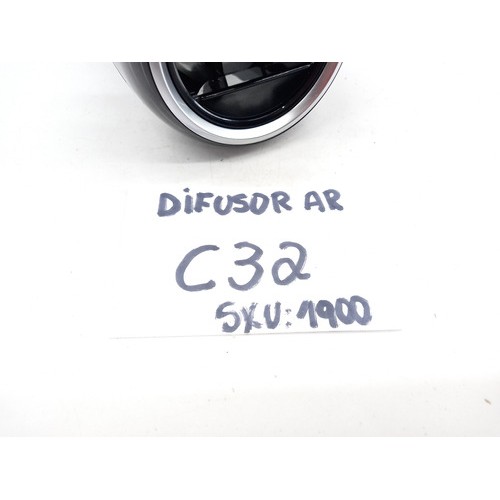 DiFUSOR AR
C32
SKU:1900